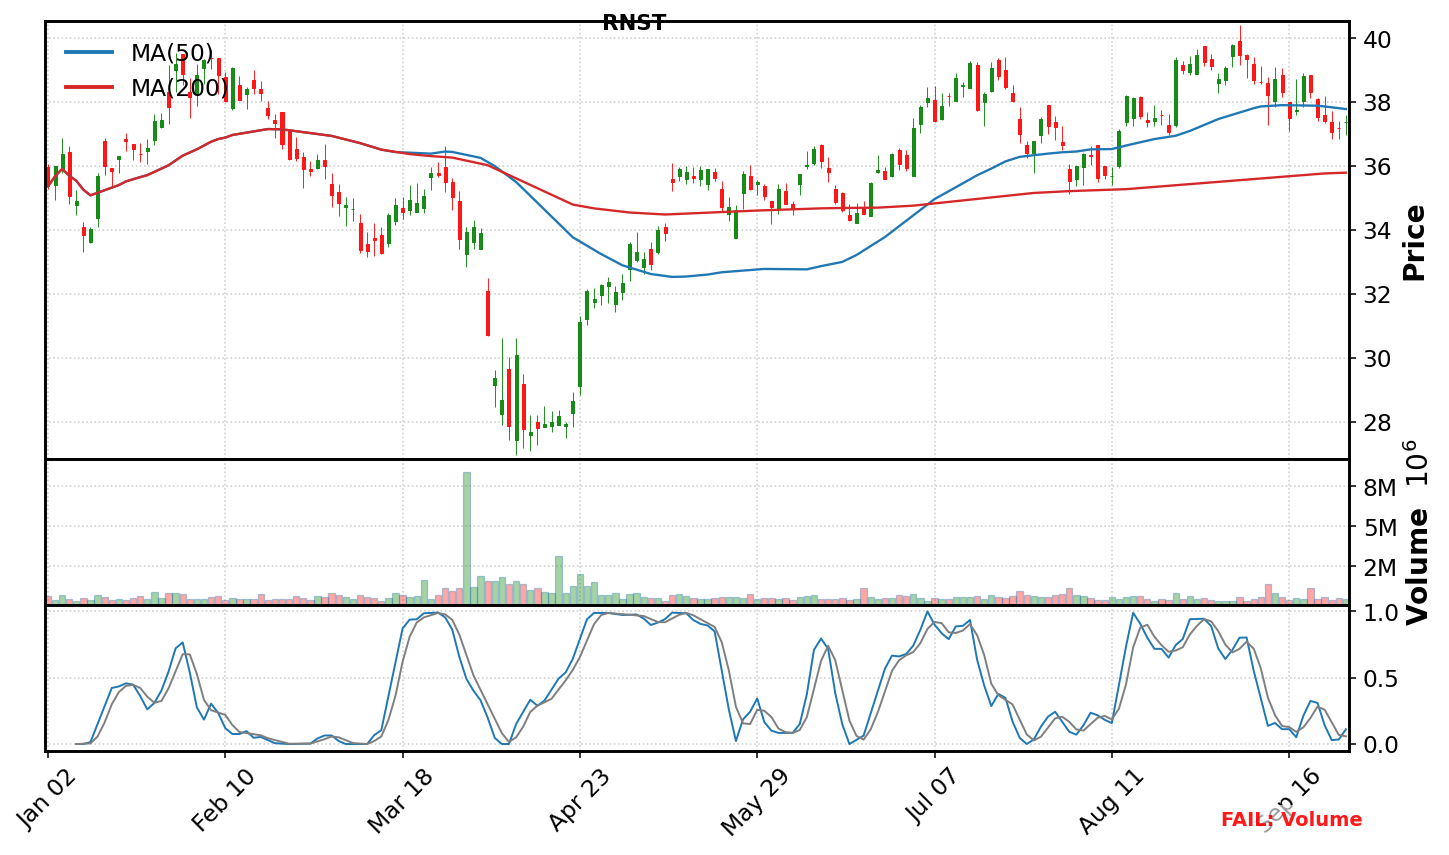 RNST
MA(50)
MA(200)
40
38
36
34
32
30
28
Price
8M
5M
2M
Volume 10⁶
1.0
0.5
0.0
Jan 02
Feb 10
Mar 18
Apr 23
May 29
Jul 07
Aug 11
Sep 16
FAIL: Volume